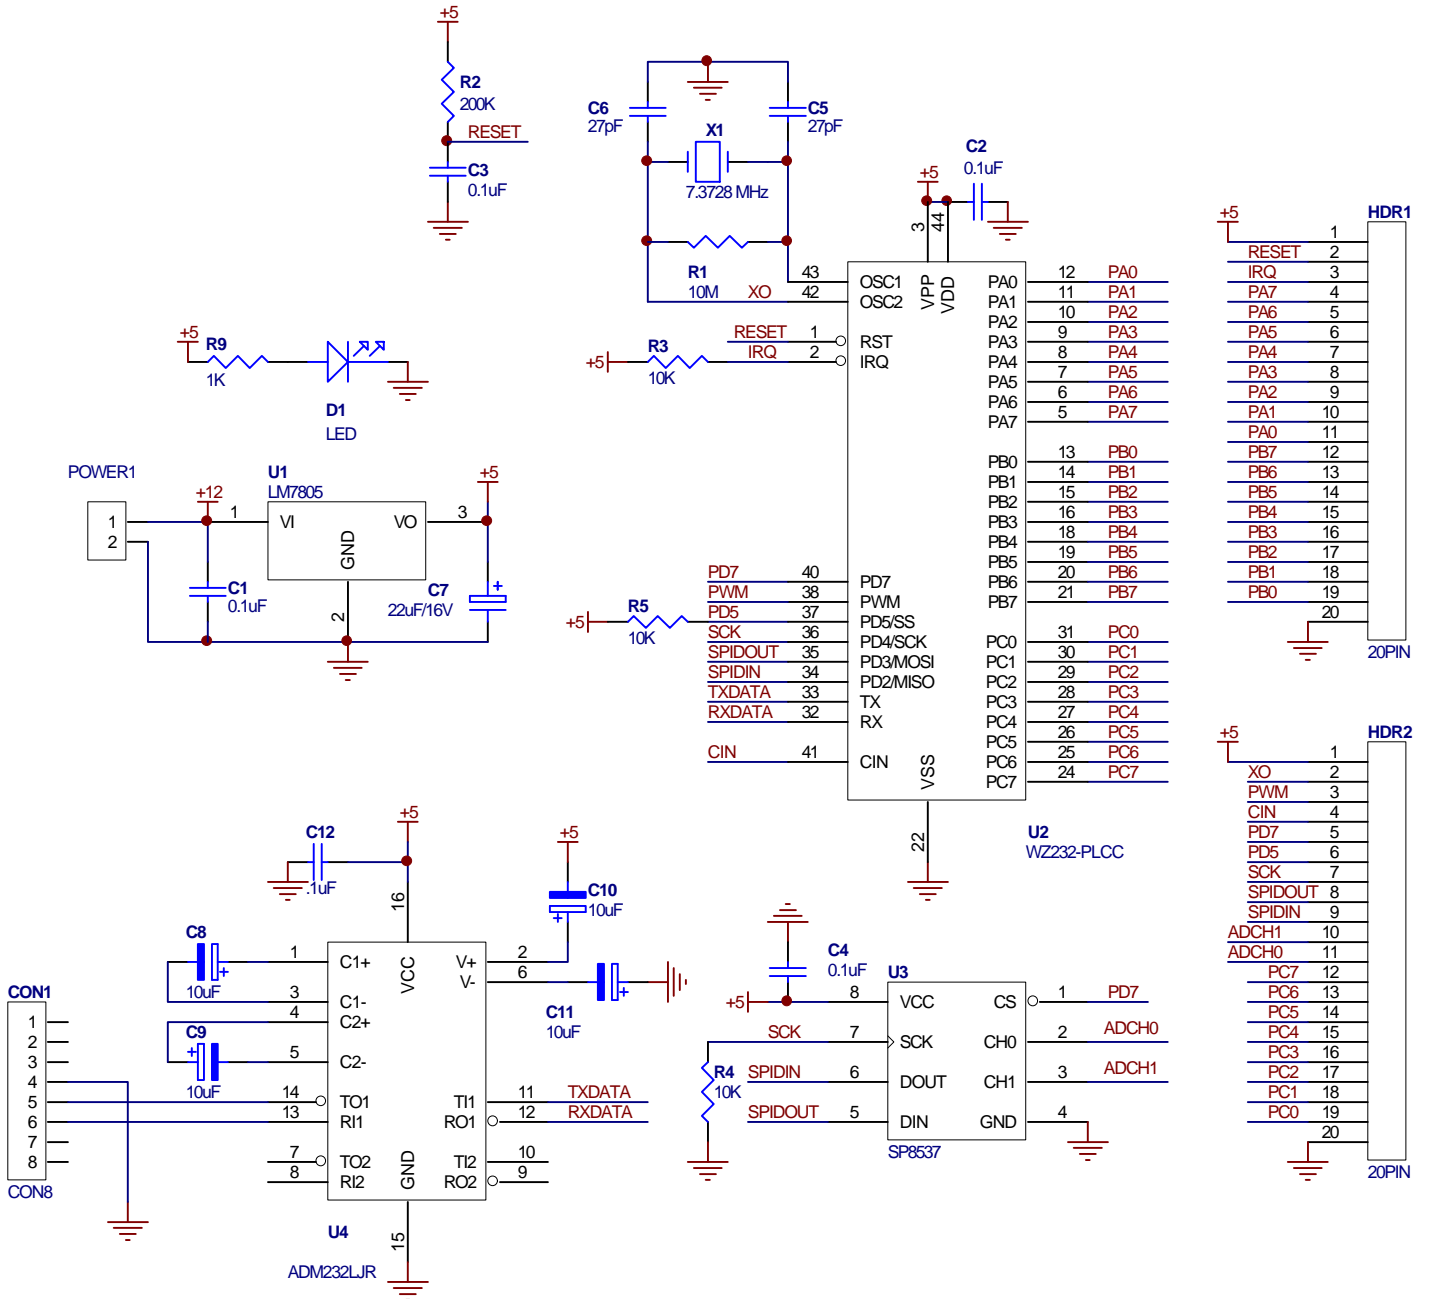 +5
R2
200K
RESET
C3
0.1uF
C6
27pF
C5
27pF
X1
7.3728 MHz
R1
10M
XO
C2
0.1uF
+5
3
44
43
42
OSC1
OSC2
VPP
VDD
RESET
1
RST
IRQ
2
IRQ
+5
R3
10K
PA0 12 PA0
PA1 11 PA1
PA2 10 PA2
PA3 9 PA3
PA4 8 PA4
PA5 7 PA5
PA6 6 PA6
PA7 5 PA7
PB0 13 PB0
PB1 14 PB1
PB2 15 PB2
PB3 16 PB3
PB4 18 PB4
PB5 19 PB5
PB6 20 PB6
PB7 21 PB7
PC0 31 PC0
PC1 30 PC1
PC2 29 PC2
PC3 28 PC3
PC4 27 PC4
PC5 26 PC5
PC6 25 PC6
PC7 24 PC7
PD7 40 PD7
PWM 38 PWM
+5
R5
10K
PD5 37 PD5/SS
SCK 36 PD4/SCK
SPIDOUT 35 PD3/MOSI
SPIDIN 34 PD2/MISO
TXDATA 33 TX
RXDATA 32 RX
CIN 41 CIN
VSS
22
U2
WZ232-PLCC
+5
R9
1K
D1
LED
POWER1
1
2
+12
1
U1
LM7805
VI
VO
GND
2
3
+5
C1
0.1uF
C7
22uF/16V
+5
HDR1
1
RESET 2
IRQ 3
PA7 4
PA6 5
PA5 6
PA4 7
PA3 8
PA2 9
PA1 10
PA0 11
PB7 12
PB6 13
PB5 14
PB4 15
PB3 16
PB2 17
PB1 18
PB0 19
20
20PIN
+5
HDR2
1
XO 2
PWM 3
CIN 4
PD7 5
PD5 6
SCK 7
SPIDOUT 8
SPIDIN 9
ADCH1 10
ADCH0 11
PC7 12
PC6 13
PC5 14
PC4 15
PC3 16
PC2 17
PC1 18
PC0 19
20
20PIN
C12
.1uF
+5
16
VCC
+5
C10
10uF
C8
10uF
C9
10uF
C11
10uF
1 C1+
3 C1-
4 C2+
5 C2-
14 TO1
13 RI1
7 TO2
8 RI2
V+ 2
V- 6
TI1 11 TXDATA
RO1 12 RXDATA
TI2 10
RO2 9
GND
15
U4
ADM232LJR
CON1
1
2
3
4
5
6
7
8
CON8
C4
0.1uF
+5
U3
8 VCC
SCK 7 SCK
R4
10K
SPIDIN 6 DOUT
SPIDOUT 5 DIN
CS 1 PD7
CH0 2 ADCH0
CH1 3 ADCH1
GND 4
SP8537